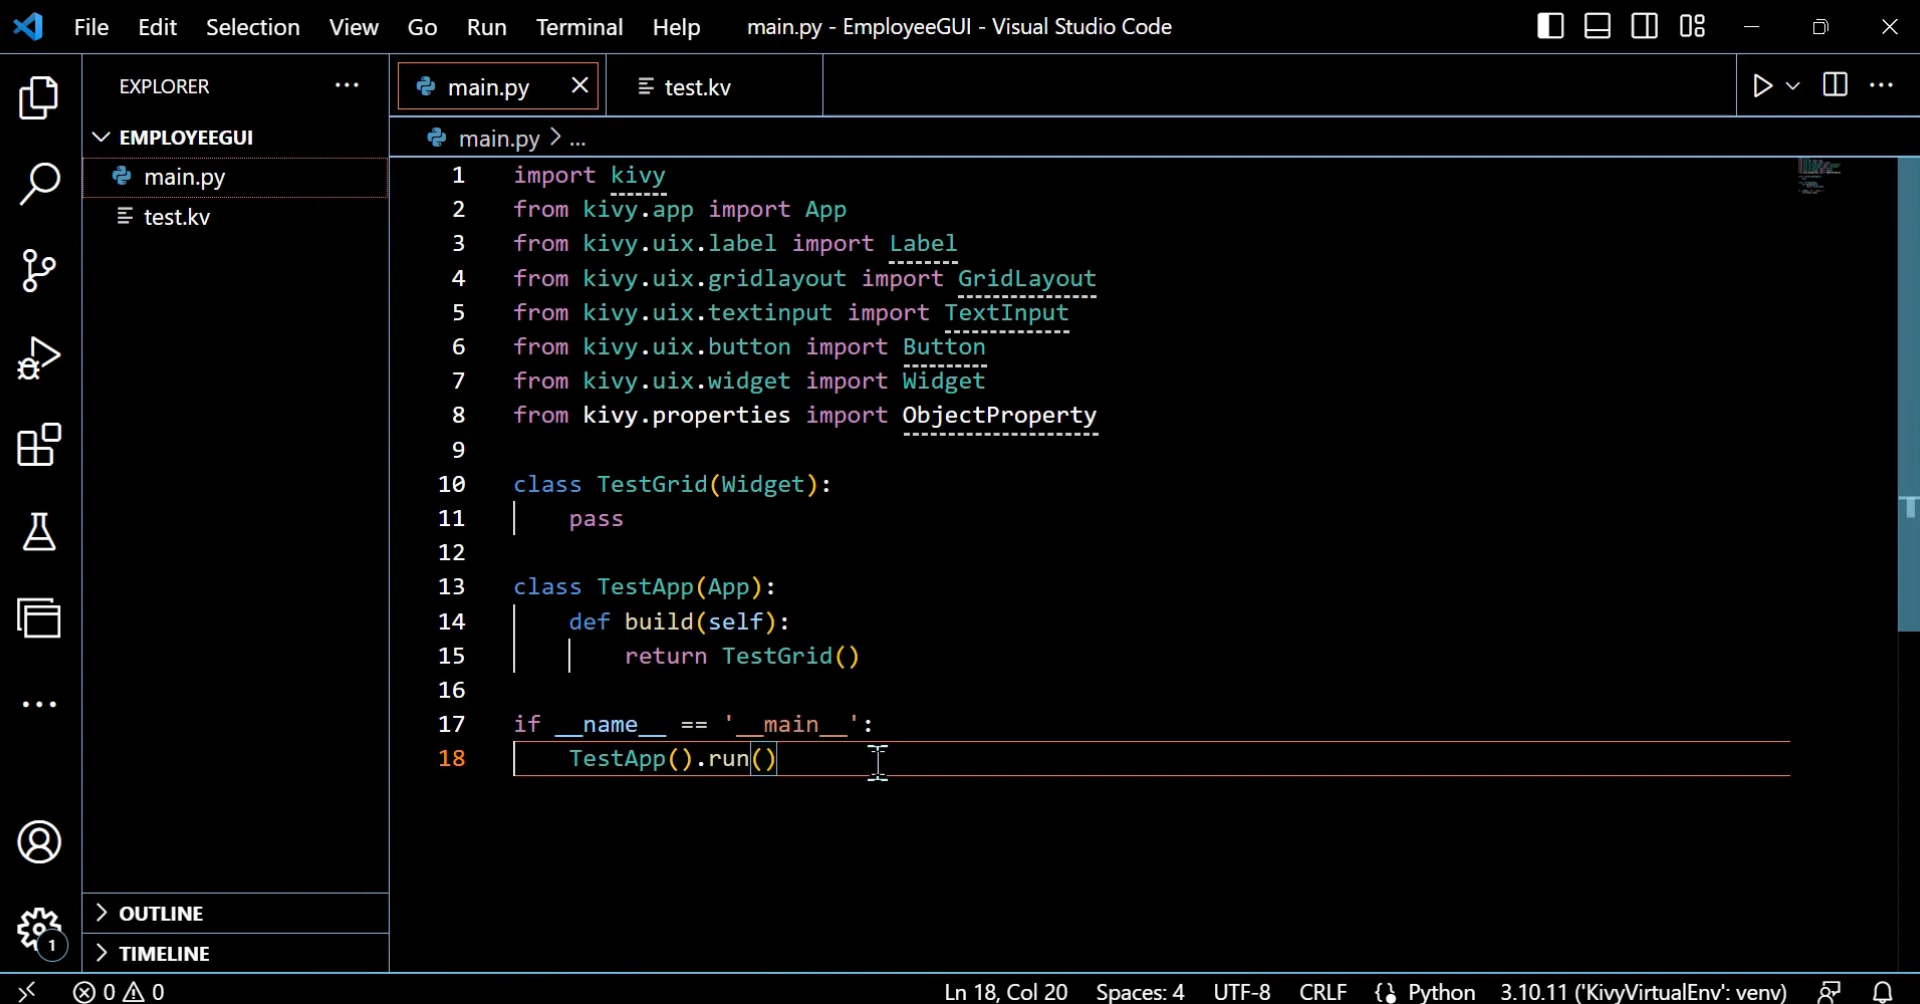 File Edit Selection View Go Run Terminal Help main.py - EmployeeGUI - Visual Studio Code
EXPLORER
EMPLOYEEGUI
main.py
test.kv
OUTLINE
TIMELINE
main.py test.kv
main.py > ...
1 import kivy
2 from kivy.app import App
3 from kivy.uix.label import Label
4 from kivy.uix.gridlayout import GridLayout
5 from kivy.uix.textinput import TextInput
6 from kivy.uix.button import Button
7 from kivy.uix.widget import Widget
8 from kivy.properties import ObjectProperty
9
10 class TestGrid(Widget):
11 pass
12
13 class TestApp(App):
14 def build(self):
15 return TestGrid()
16
17 if __name__ == '__main__':
18 TestApp().run()
1
0 0 Ln 18, Col 20 Spaces: 4 UTF-8 CRLF Python 3.10.11 ('KivyVirtualEnv': venv)